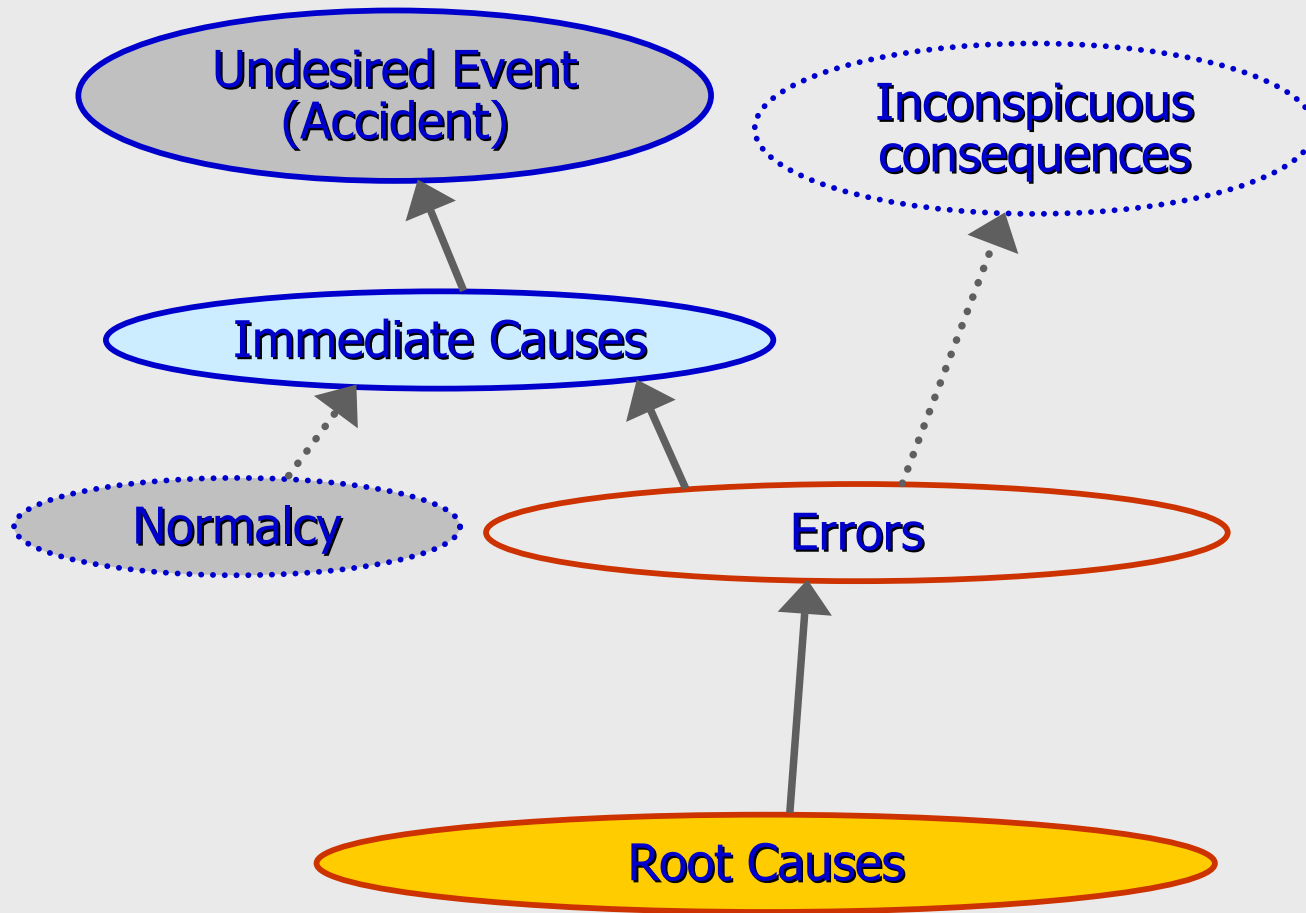 Undesired Event
(Accident)
Inconspicuous
consequences
Immediate Causes
Normalcy
Errors
Root Causes